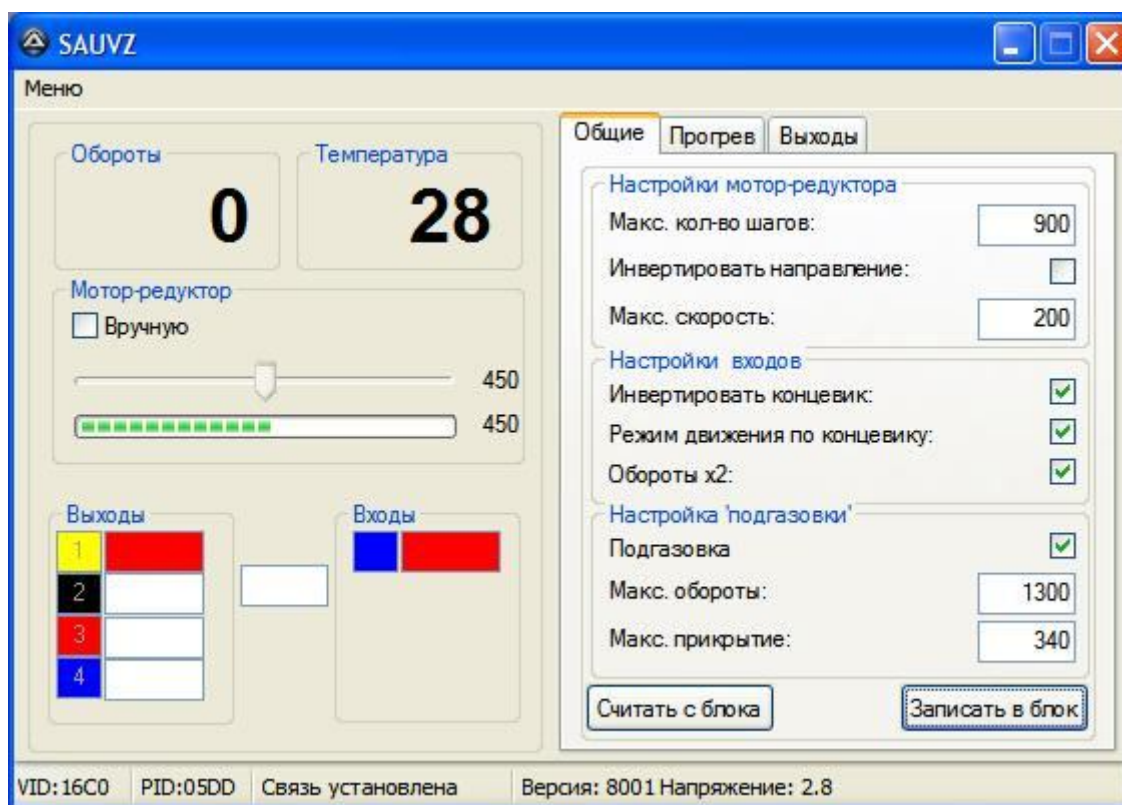 SAUVZ
Меню
Обороты
0
Температура
28
Мотор-редуктор
Вручную
450
450
Выходы
1
2
3
4
Входы
Общие
Прогрев
Выходы
Настройки мотор-редуктора
Макс. кол-во шагов: 900
Инвертировать направление:
Макс. скорость: 200
Настройки входов
Инвертировать концевик:
Режим движения по концевику:
Обороты x2:
Настройка 'подгазовки'
Подгазовка
Макс. обороты: 1300
Макс. прикрытие: 340
Считать с блока
Записать в блок
VID:16C0 PID:05DD Связь установлена Версия: 8001 Напряжение: 2.8